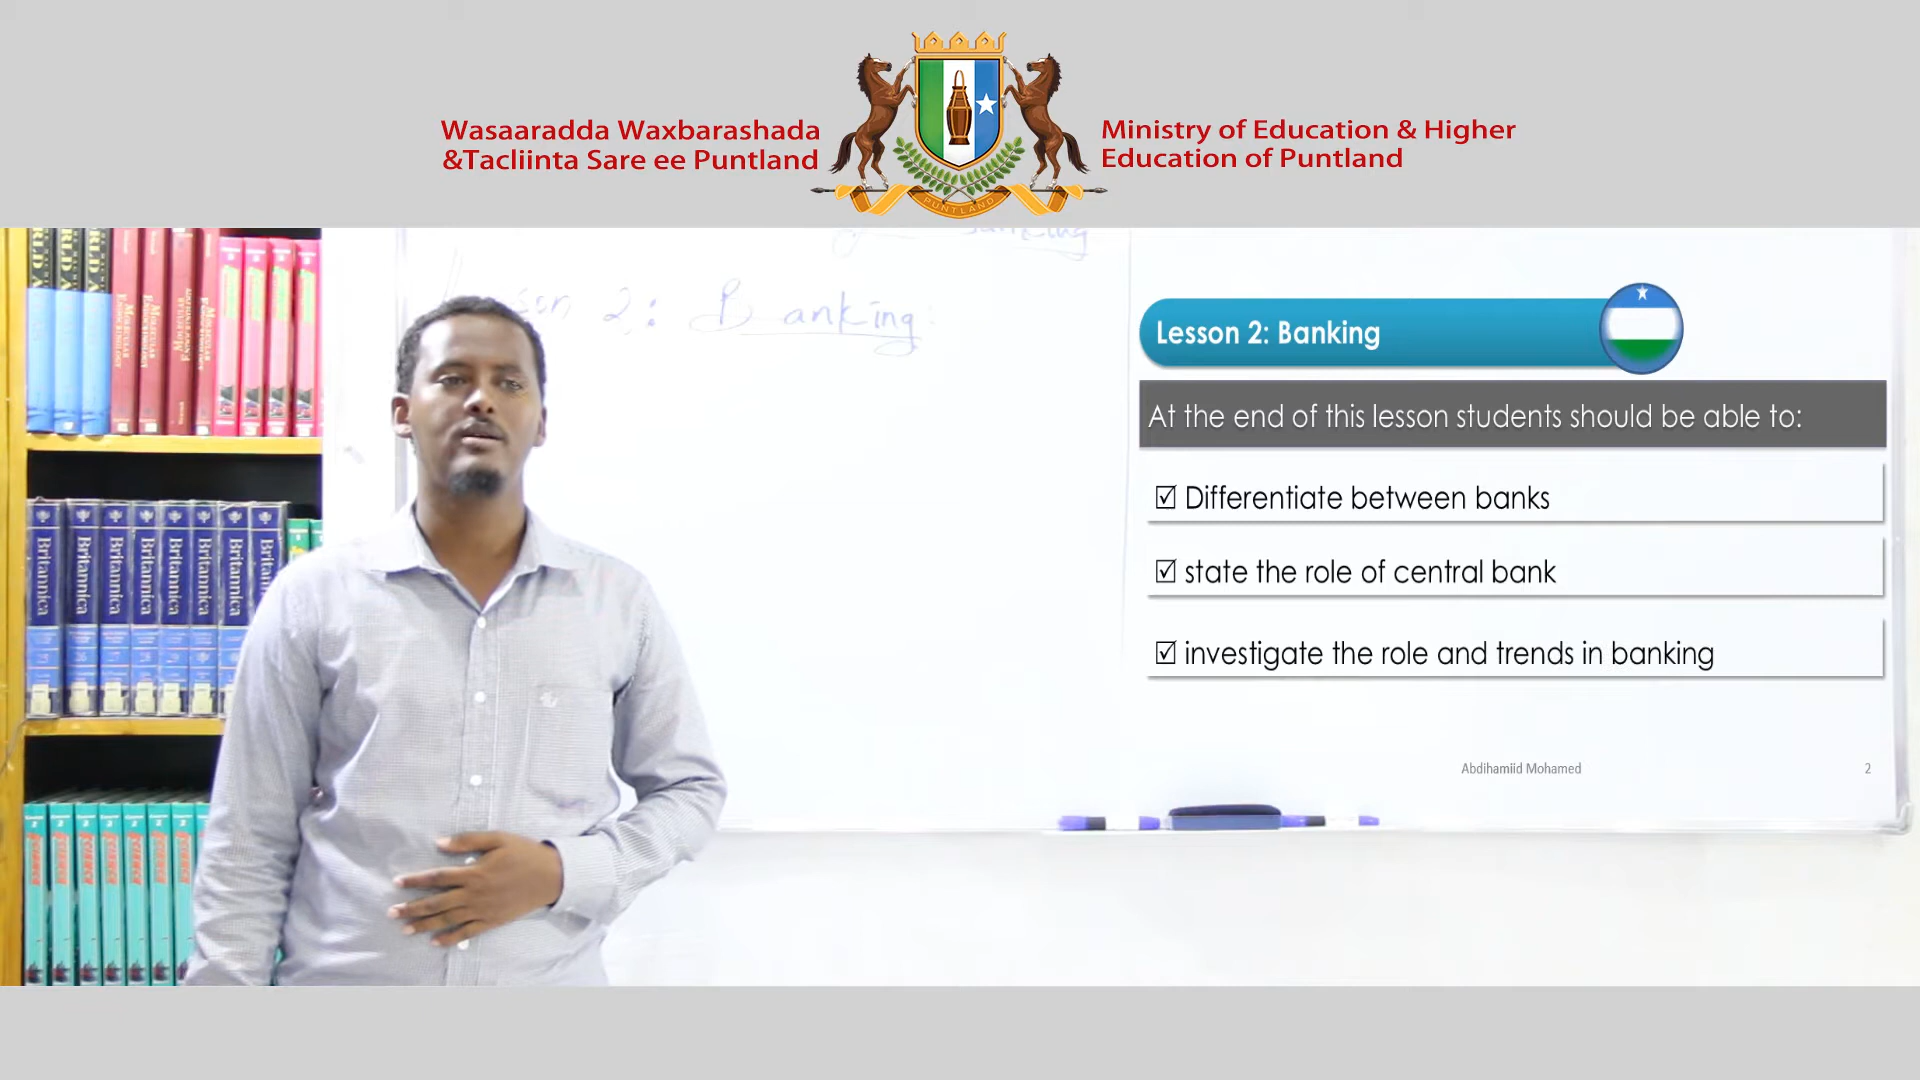 Wasaaradda Waxbarashada
&Tacliinta Sare ee Puntland
PUNTLAND
Ministry of Education & Higher
Education of Puntland
2: Banking
Lesson 2: Banking
At the end of this lesson students should be able to:
☑ Differentiate between banks
☑ state the role of central bank
☑ investigate the role and trends in banking
Abdihamiid Mohamed
2
Britannica
Britannica
Britannica
Britannica
Britannica
Britannica
Britannica
Britannica